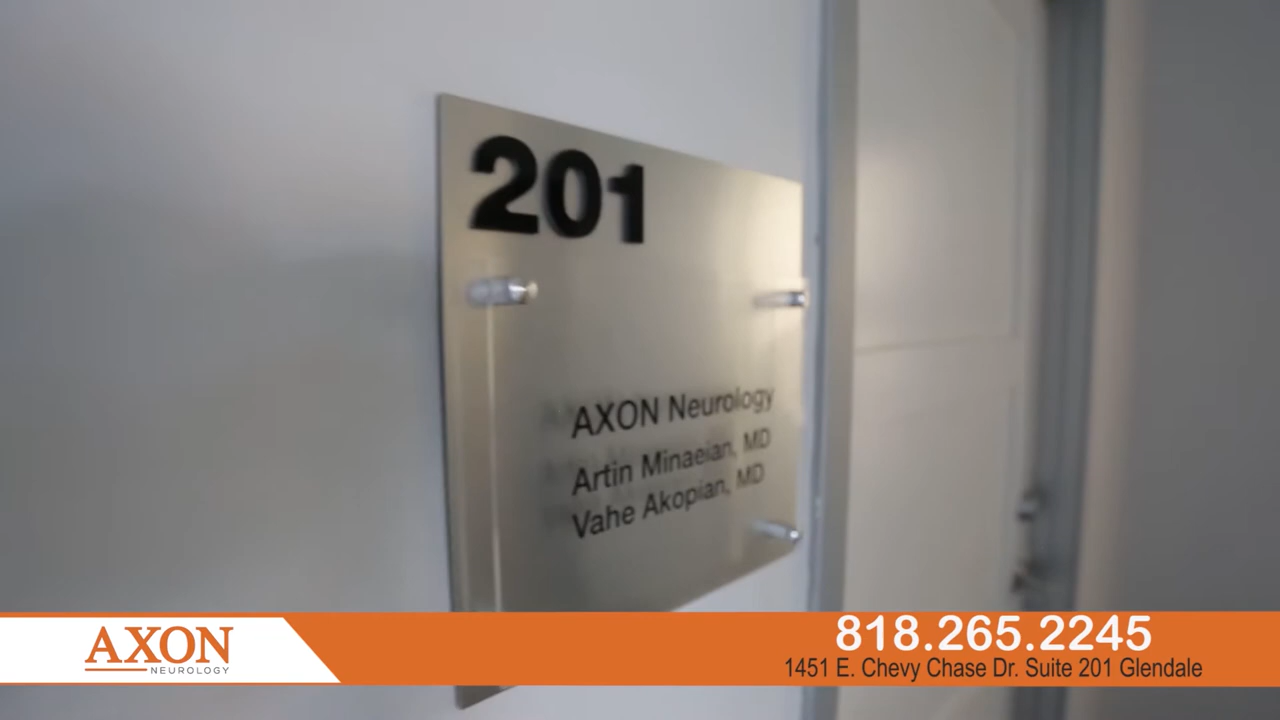 201
AXON Neurology
Artin Minaeian, MD
Vahe Akopian, MD
AXON
NEUROLOGY
818.265.2245
1451 E. Chevy Chase Dr. Suite 201 Glendale